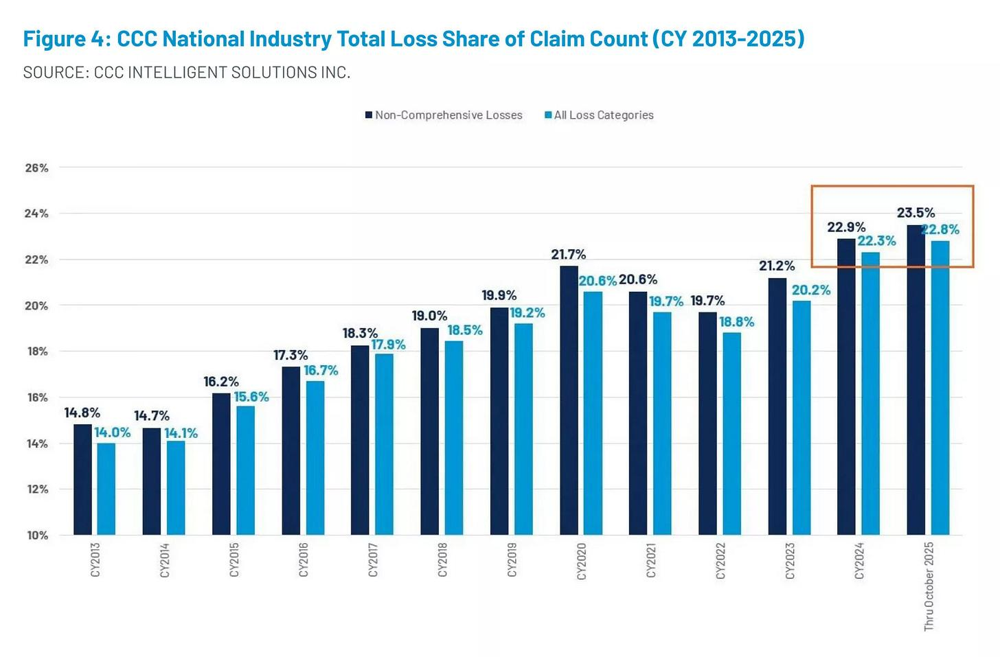 Figure 4: CCC National Industry Total Loss Share of Claim Count (CY 2013-2025)
SOURCE: CCC INTELLIGENT SOLUTIONS INC.
Non-Comprehensive Losses
All Loss Categories
26%
24%
22%
20%
18%
16%
14%
12%
10%
14.8%
14.0%
14.7%
14.1%
16.2%
15.6%
17.3%
16.7%
18.3%
17.9%
19.0%
18.5%
19.9%
19.2%
21.7%
20.6%
20.6%
19.7%
19.7%
18.8%
21.2%
20.2%
22.9%
22.3%
23.5%
22.8%
CY2013
CY2014
CY2015
CY2016
CY2017
CY2018
CY2019
CY2020
CY2021
CY2022
CY2023
CY2024
Thru October 2025